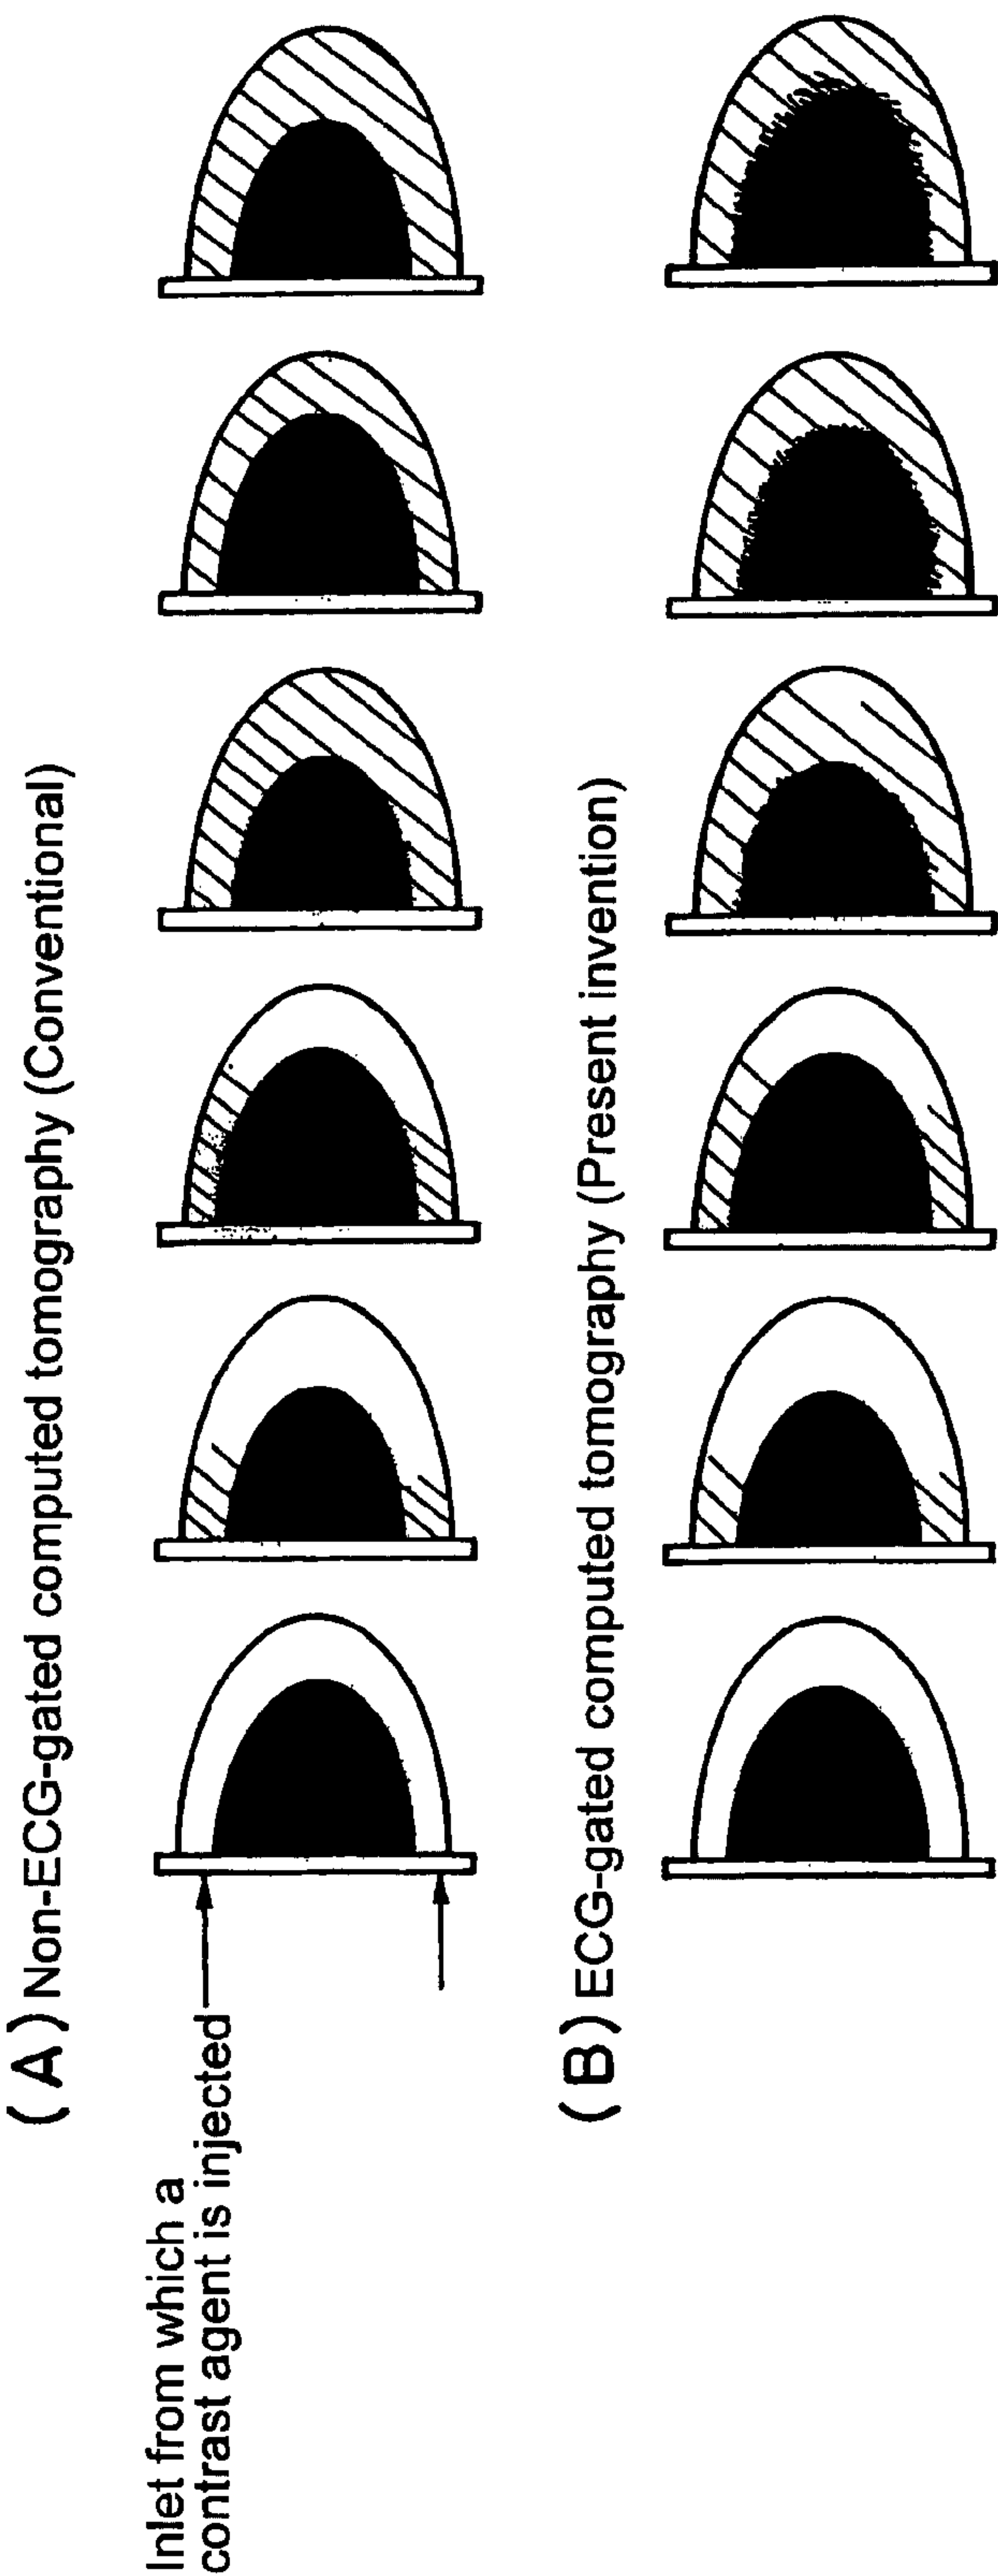 ( A ) Non-ECG-gated computed tomography (Conventional)
Inlet from which a
contrast agent is injected
( B ) ECG-gated computed tomography (Present invention)